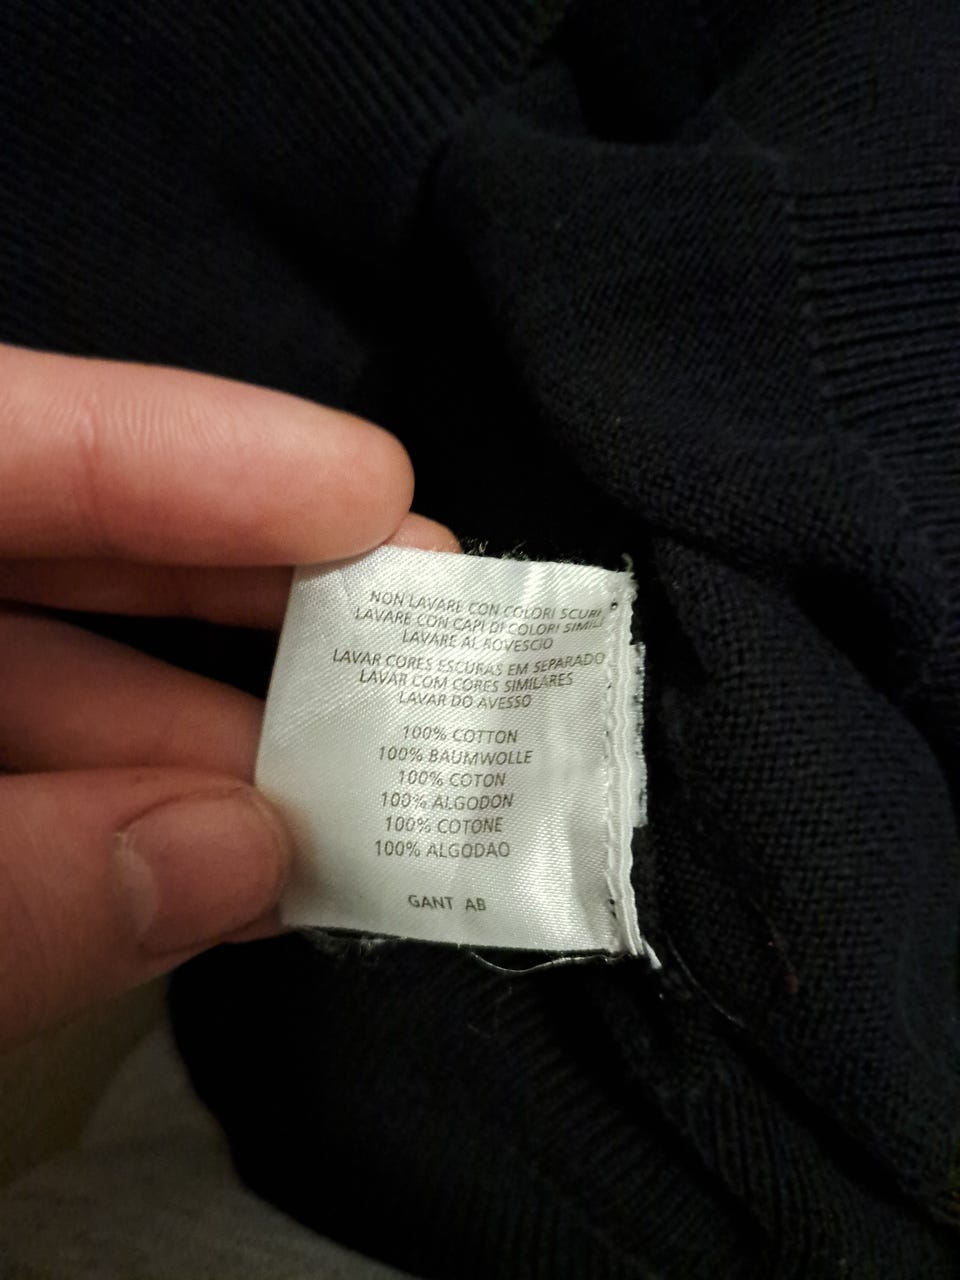 NON LAVARE CON COLORI SCURI
LAVARE CON CAPI DI COLORI SIMILI
LAVARE AL ROVESCIO
LAVAR CORES ESCURAS EM SEPARADO
LAVAR COM CORES SIMILARES
LAVAR DO AVESSO
100% COTTON
100% BAUMWOLLE
100% COTON
100% ALGODON
100% COTONE
100% ALGODAO
GANT AB